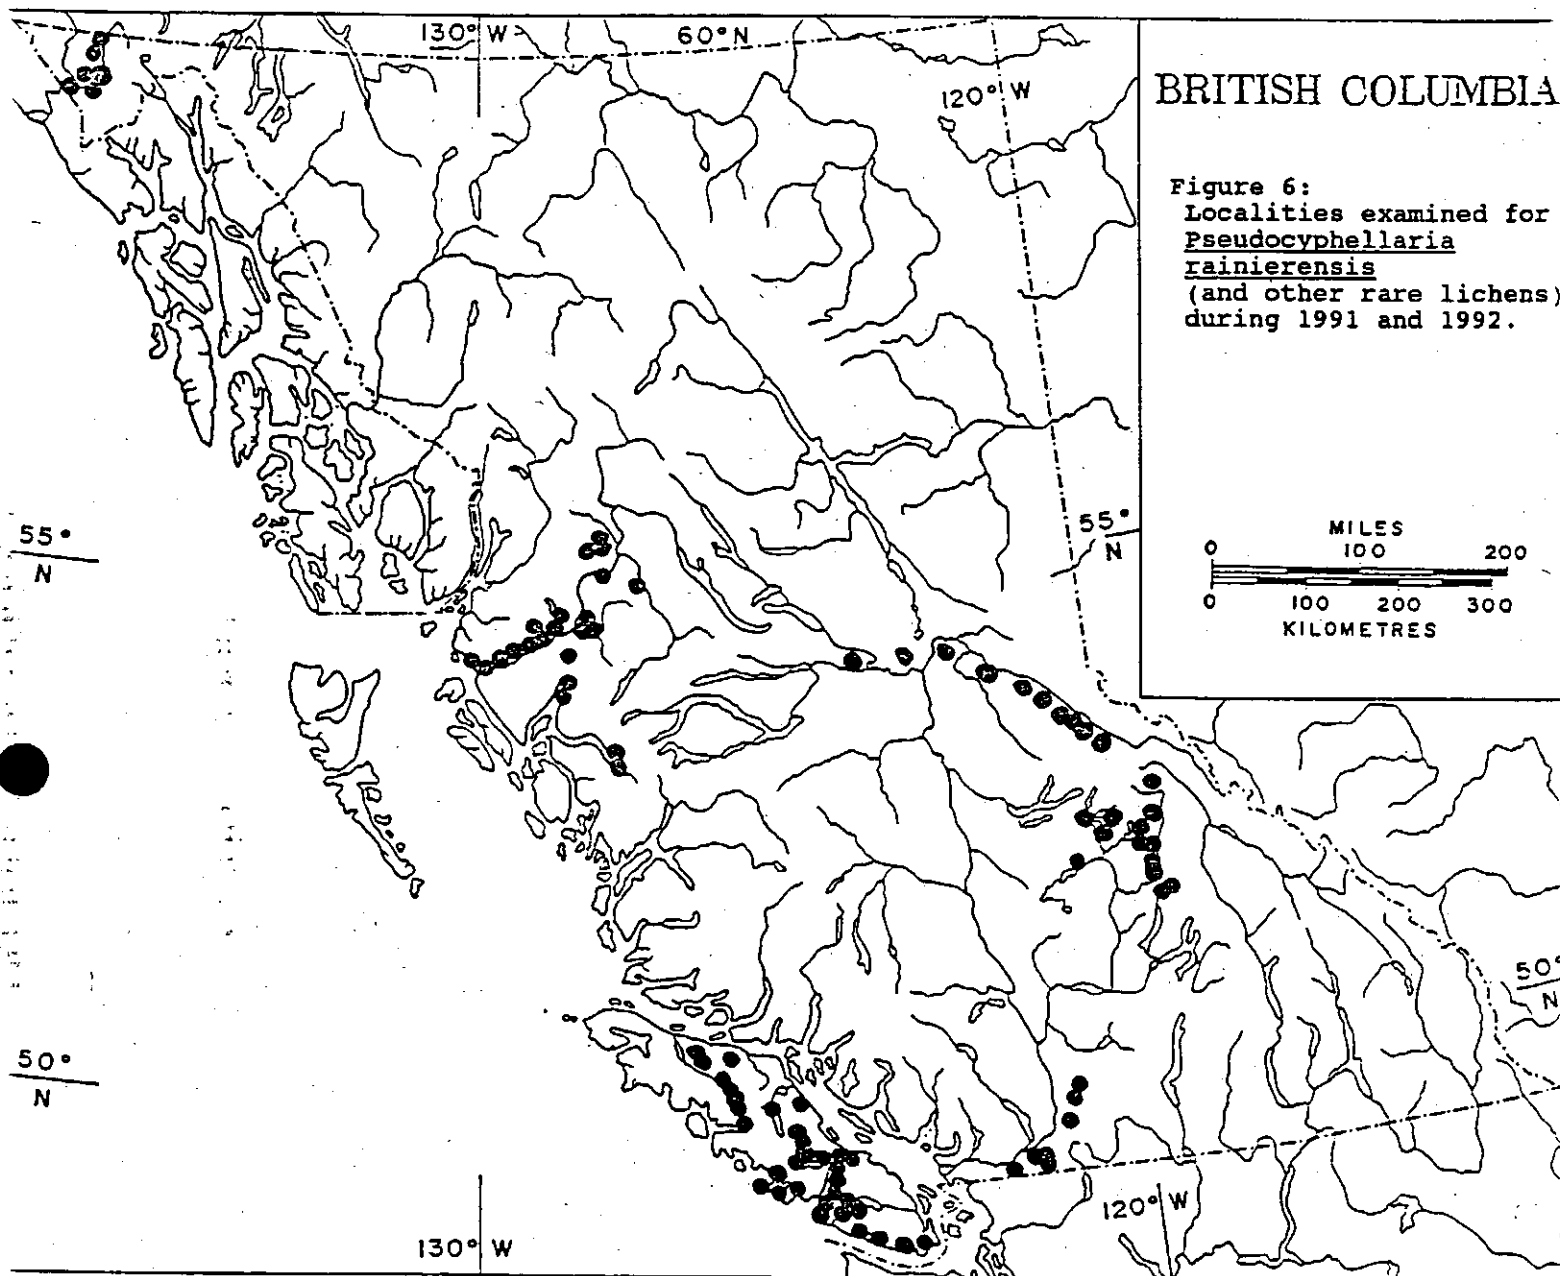 130° W
60° N
120° W
BRITISH COLUMBIA
Figure 6:
Localities examined for
Pseudocyphellaria
rainierensis
(and other rare lichens)
during 1991 and 1992.
55°
N
55°
N
MILES
0 100 200
0 100 200 300
KILOMETRES
50°
N
50°
N
120° W
130° W